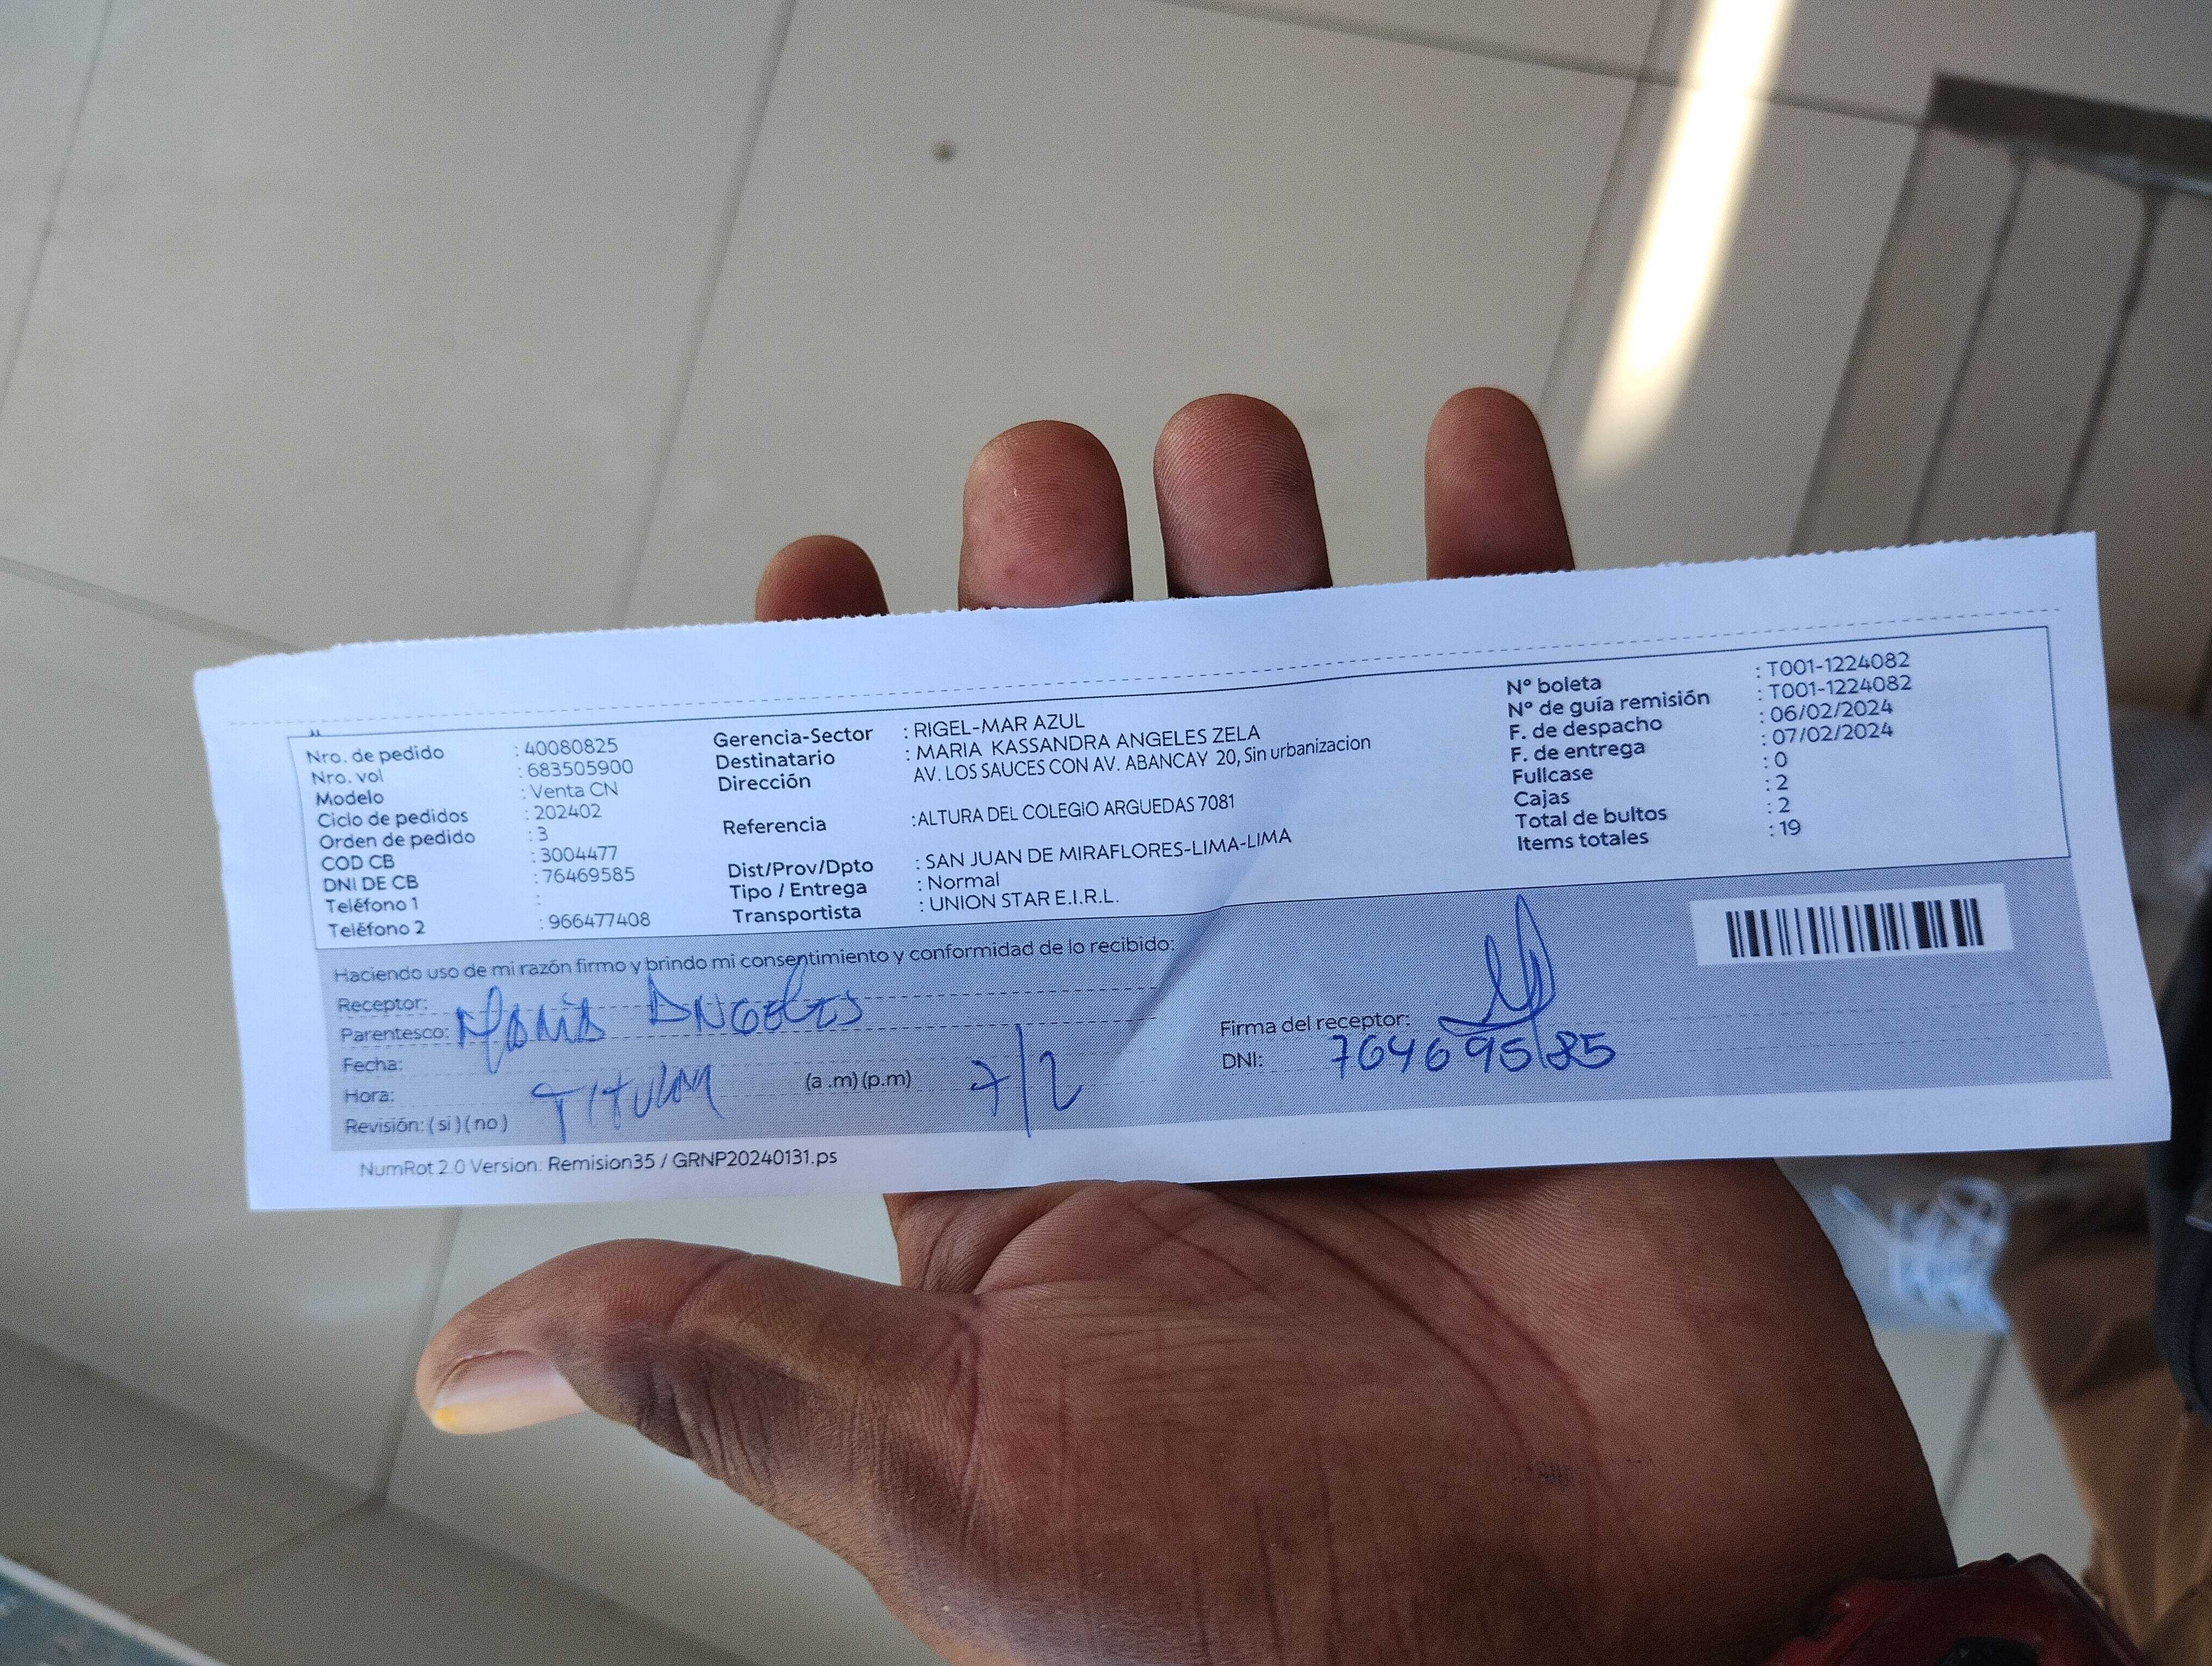 Nro. de pedido : 40080825
Nro. vol : 683505900
Modelo : Venta CN
Ciclo de pedidos : 202402
Orden de pedido : 3
COD CB : 3004477
DNI DE CB : 76469585
Teléfono 1 :
Teléfono 2 : 966477408
Gerencia-Sector : RIGEL-MAR AZUL
Destinatario : MARIA KASSANDRA ANGELES ZELA
Dirección AV. LOS SAUCES CON AV. ABANCAY 20, Sin urbanizacion
Referencia :ALTURA DEL COLEGIO ARGUEDAS 7081
Dist/Prov/Dpto : SAN JUAN DE MIRAFLORES-LIMA-LIMA
Tipo / Entrega : Normal
Transportista : UNION STAR E.I.R.L.
N° boleta : T001-1224082
N° de guía remisión : T001-1224082
F. de despacho : 06/02/2024
F. de entrega : 07/02/2024
Fullcase : 0
Cajas : 2
Total de bultos : 2
Items totales : 19
Haciendo uso de mi razón firmo y brindo mi consentimiento y conformidad de lo recibido:
Receptor:
Parentesco: MARIA ANGELES
Fecha:
Hora: TITULAR (a .m) (p.m) 7/2
Revisión: ( si ) ( no )
Firma del receptor:
DNI: 76469585
NumRot 2.0 Version: Remision35 / GRNP20240131.ps